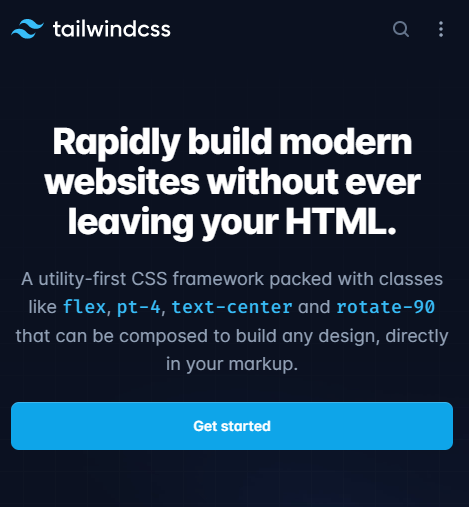 tailwindcss
Rapidly build modern
websites without ever
leaving your HTML.
A utility-first CSS framework packed with classes
like flex, pt-4, text-center and rotate-90
that can be composed to build any design, directly
in your markup.
Get started